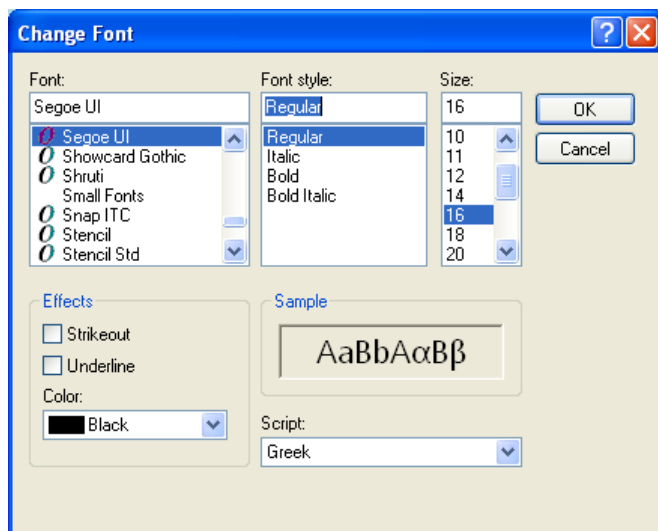 Change Font
Font:
Font style:
Size:
Segoe UI
Regular
16
OK
Cancel
Segoe UI
Showcard Gothic
Shruti
Small Fonts
Snap ITC
Stencil
Stencil Std
Regular
Italic
Bold
Bold Italic
10
11
12
14
16
18
20
Effects
Strikeout
Underline
Color:
Black
Sample
AaBbΑαΒβ
Script:
Greek